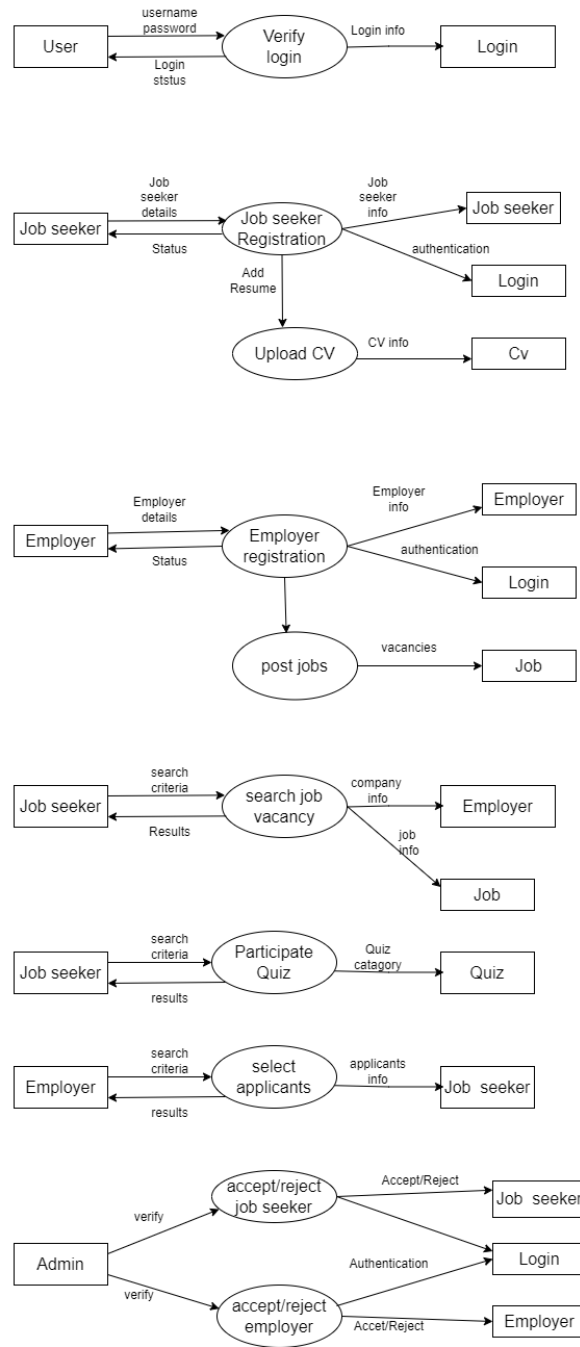 username
password
User
Verify
login
Login info
Login
Login
ststus
Job
seeker
details
Job seeker
Status
Job seeker
Registration
Job
seeker
info
Job seeker
authentication
Login
Add
Resume
Upload CV
CV info
Cv
Employer
details
Employer
Status
Employer
registration
Employer
info
Employer
authentication
Login
post jobs
vacancies
Job
search
criteria
Job seeker
Results
search job
vacancy
company
info
Employer
job
info
Job
search
criteria
Job seeker
results
Participate
Quiz
Quiz
catagory
Quiz
search
criteria
Employer
results
select
applicants
applicants
info
Job seeker
accept/reject
job seeker
Accept/Reject
Job seeker
verify
Admin
Authentication
Login
verify
accept/reject
employer
Accet/Reject
Employer